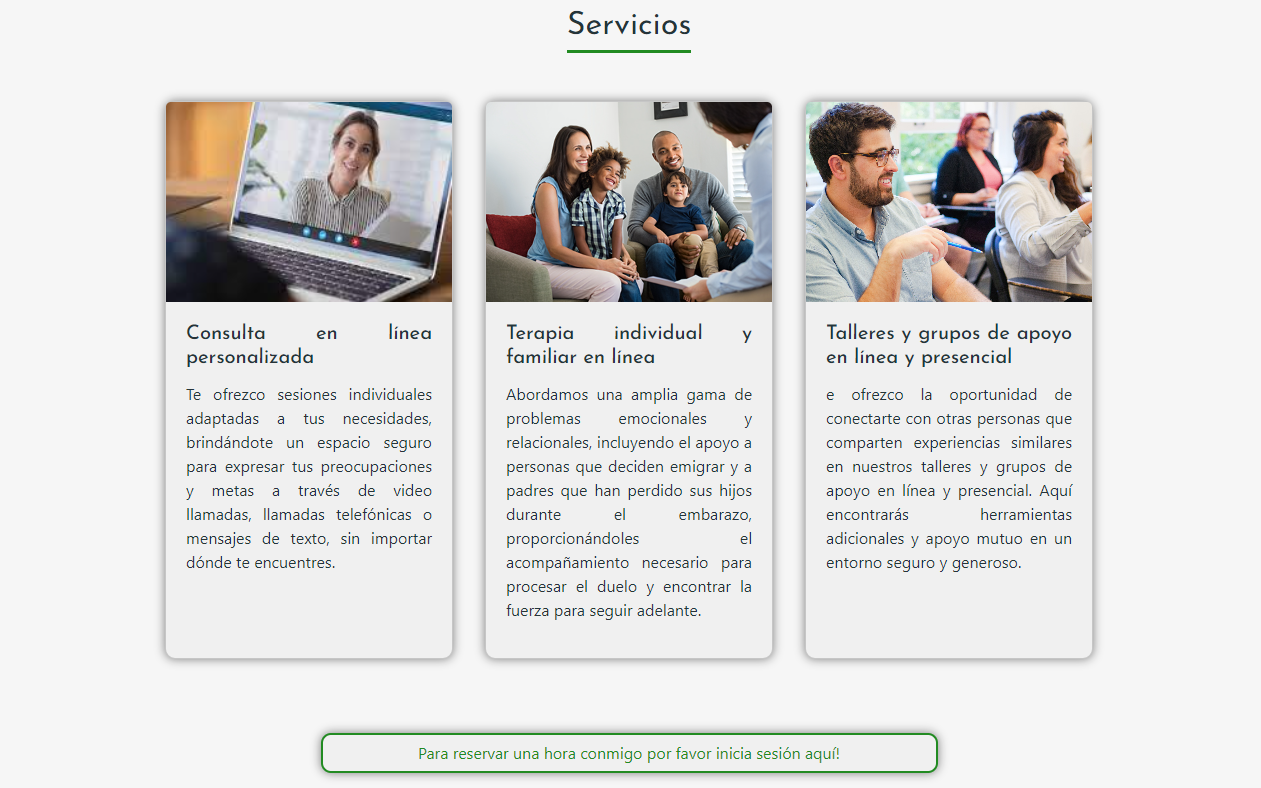 Servicios
Consulta en línea
personalizada
Te ofrezco sesiones individuales
adaptadas a tus necesidades,
brindándote un espacio seguro
para expresar tus preocupaciones
y metas a través de video
llamadas, llamadas telefónicas o
mensajes de texto, sin importar
dónde te encuentres.
Terapia individual y
familiar en línea
Abordamos una amplia gama de
problemas emocionales y
relacionales, incluyendo el apoyo a
personas que deciden emigrar y a
padres que han perdido sus hijos
durante el embarazo,
proporcionándoles el
acompañamiento necesario para
procesar el duelo y encontrar la
fuerza para seguir adelante.
Talleres y grupos de apoyo
en línea y presencial
e ofrezco la oportunidad de
conectarte con otras personas que
comparten experiencias similares
en nuestros talleres y grupos de
apoyo en línea y presencial. Aquí
encontrarás herramientas
adicionales y apoyo mutuo en un
entorno seguro y generoso.
Para reservar una hora conmigo por favor inicia sesión aquí!